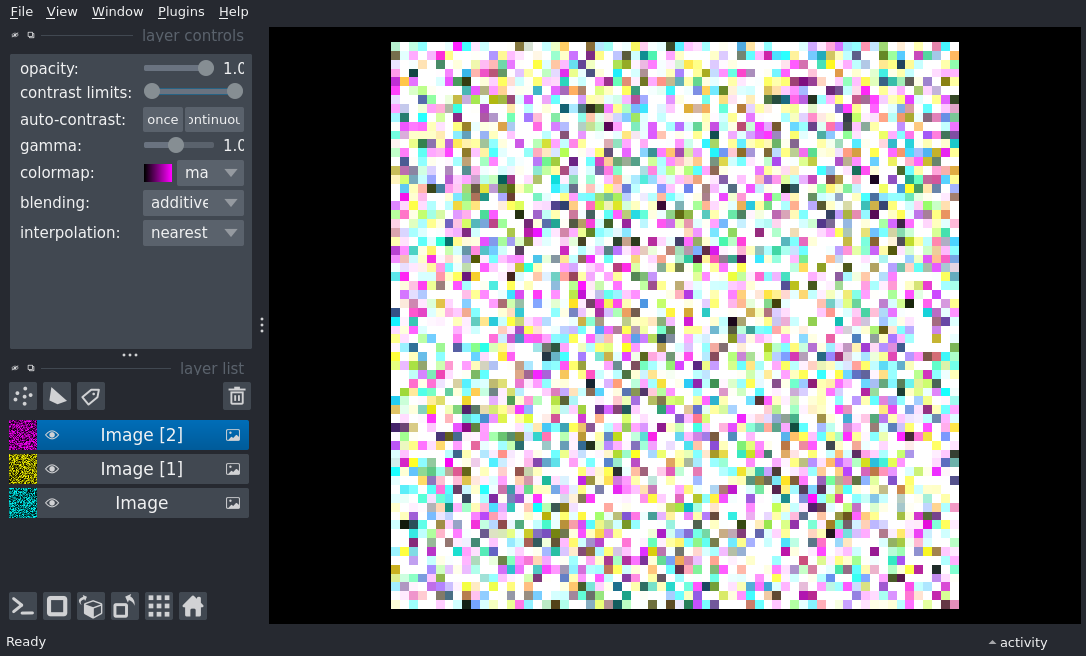 File View Window Plugins Help
layer controls
opacity: 1.0
contrast limits:
auto-contrast: once ontinuou
gamma: 1.0
colormap: ma
blending: additive
interpolation: nearest
layer list
Image [2]
Image [1]
Image
Ready
activity